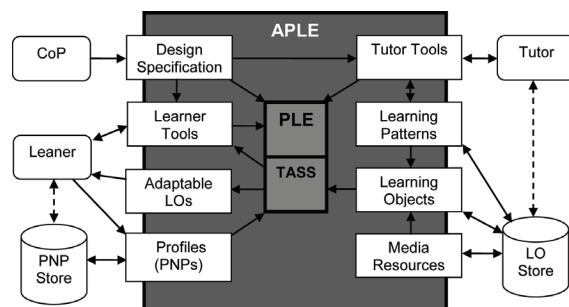 APLE
CoP
Design
Specification
Tutor Tools
Tutor
Learner
Tools
PLE
Learning
Patterns
Leaner
TASS
Adaptable
LOs
Learning
Objects
PNP
Store
Profiles
(PNPs)
Media
Resources
LO
Store